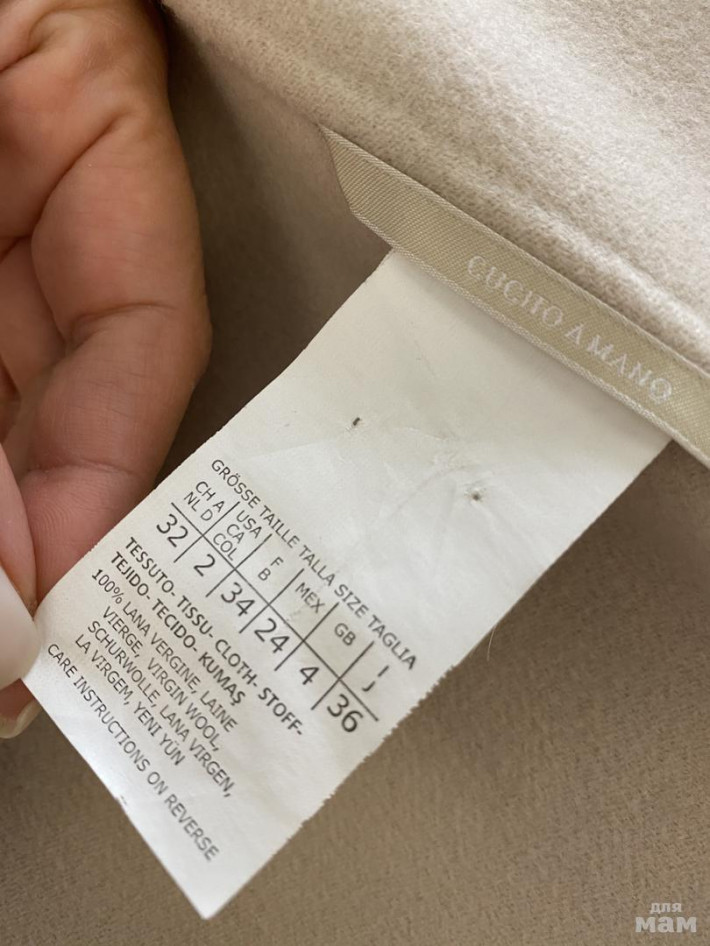 CUCITO A MANO
GRÖSSE TAILLE TALLA SIZE TAGLIA
CH A NL D | USA CA COL | F B | MEX | GB | I J
32 | 2 | 34 | 24 | 4 | 36
TESSUTO- TISSU- CLOTH- STOFF-
TEJIDO- TECIDO- KUMAŞ
100% LANA VERGINE, LAINE
VIERGE, VIRGIN WOOL,
SCHURWOLLE, LANA VIRGEN,
LA VIRGEM, YENI YÜN
CARE INSTRUCTIONS ON REVERSE
для
мам